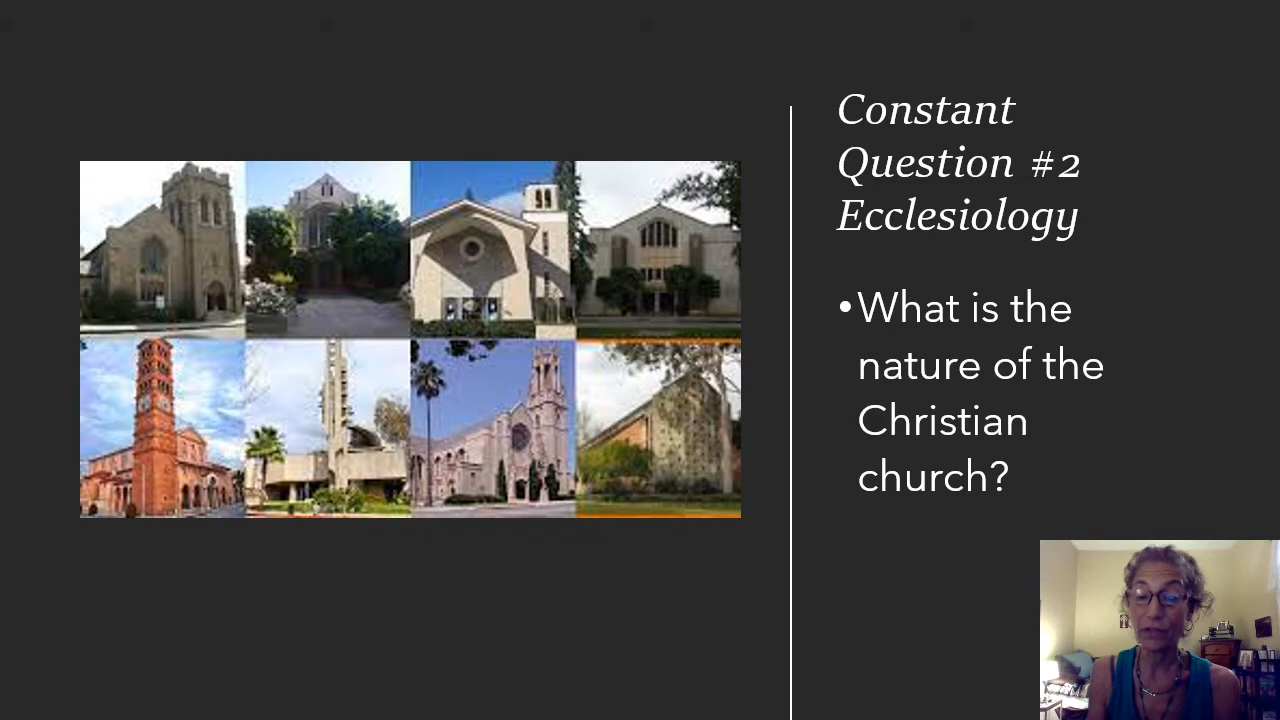 Constant
Question #2
Ecclesiology
•What is the
nature of the
Christian
church?